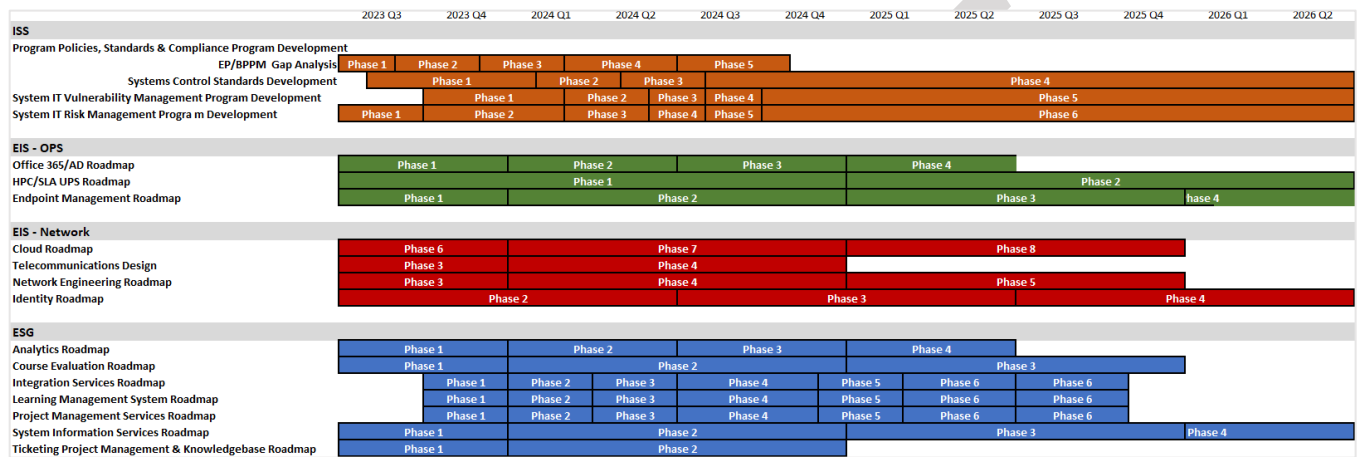 2023 Q3 2023 Q4 2024 Q1 2024 Q2 2024 Q3 2024 Q4 2025 Q1 2025 Q2 2025 Q3 2025 Q4 2026 Q1 2026 Q2
ISS
Program Policies, Standards & Compliance Program Development
EP/BPPM Gap Analysis Phase 1 Phase 2 Phase 3 Phase 4 Phase 5
Systems Control Standards Development Phase 1 Phase 2 Phase 3 Phase 4
System IT Vulnerability Management Program Development Phase 1 Phase 2 Phase 3 Phase 4 Phase 5
System IT Risk Management Progra m Development Phase 1 Phase 2 Phase 3 Phase 4 Phase 5 Phase 6
EIS - OPS
Office 365/AD Roadmap Phase 1 Phase 2 Phase 3 Phase 4
HPC/SLA UPS Roadmap Phase 1 Phase 2
Endpoint Management Roadmap Phase 1 Phase 2 Phase 3 hase 4
EIS - Network
Cloud Roadmap Phase 6 Phase 7 Phase 8
Telecommunications Design Phase 3 Phase 4
Network Engineering Roadmap Phase 3 Phase 4 Phase 5
Identity Roadmap Phase 2 Phase 3 Phase 4
ESG
Analytics Roadmap Phase 1 Phase 2 Phase 3 Phase 4
Course Evaluation Roadmap Phase 1 Phase 2 Phase 3
Integration Services Roadmap Phase 1 Phase 2 Phase 3 Phase 4 Phase 5 Phase 6 Phase 6
Learning Management System Roadmap Phase 1 Phase 2 Phase 3 Phase 4 Phase 5 Phase 6 Phase 6
Project Management Services Roadmap Phase 1 Phase 2 Phase 3 Phase 4 Phase 5 Phase 6 Phase 6
System Information Services Roadmap Phase 1 Phase 2 Phase 3 Phase 4
Ticketing Project Management & Knowledgebase Roadmap Phase 1 Phase 2